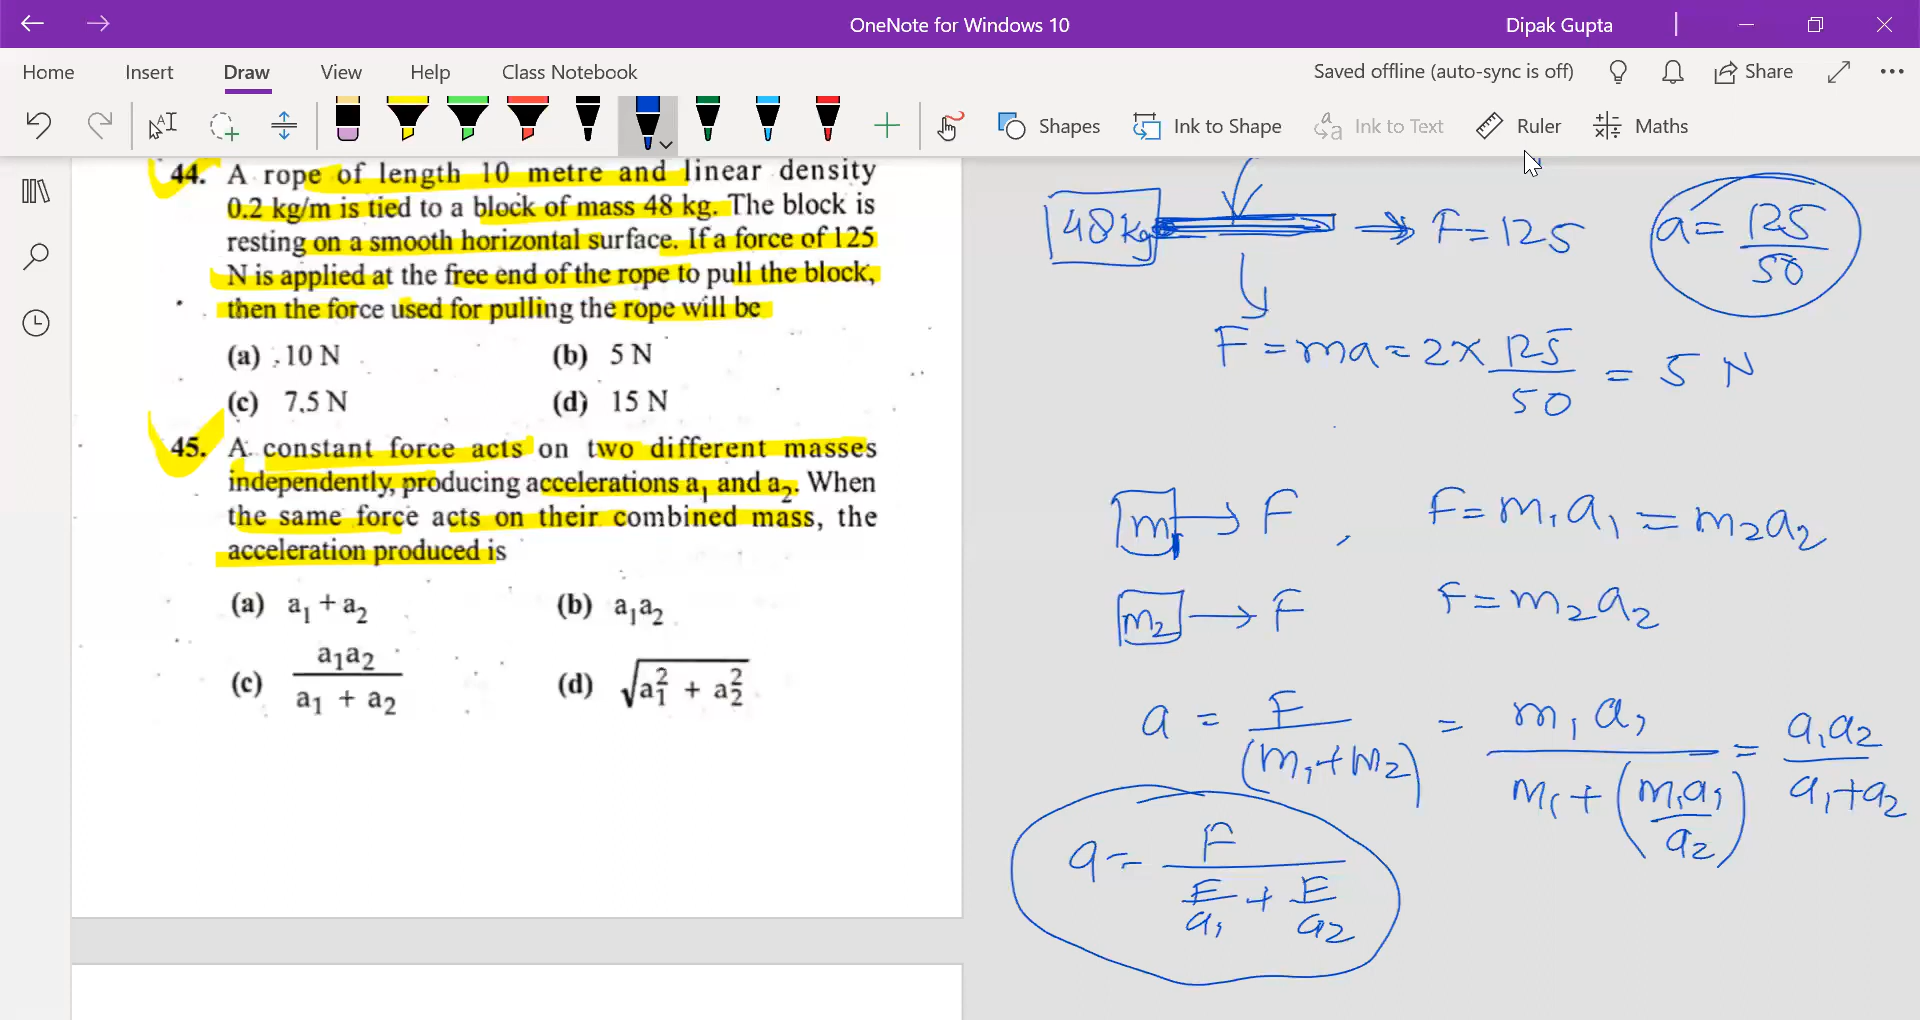 OneNote for Windows 10
Dipak Gupta
Home Insert Draw View Help Class Notebook
Saved offline (auto-sync is off) Share
Shapes Ink to Shape Ink to Text Ruler Maths
44. A rope of length 10 metre and linear density
0.2 kg/m is tied to a block of mass 48 kg. The block is
resting on a smooth horizontal surface. If a force of 125
N is applied at the free end of the rope to pull the block,
then the force used for pulling the rope will be
(a) 10 N (b) 5 N
(c) 7.5 N (d) 15 N
45. A constant force acts on two different masses
independently, producing accelerations a₁ and a₂. When
the same force acts on their combined mass, the
acceleration produced is
(a) a₁ + a₂ (b) a₁a₂
(c) a₁a₂ / a₁ + a₂ (d) √a₁² + a₂²
48 kg → F = 125 a = 125/50
F = ma = 2 × 125/50 = 5 N
m₁ → F , F = m₁a₁ = m₂a₂
m₂ → F F = m₂a₂
a = F/(m₁+m₂) = m₁a₁/m₁+(m₁a₁/a₂) = a₁a₂/a₁+a₂
a = F/F/a₁ + F/a₂